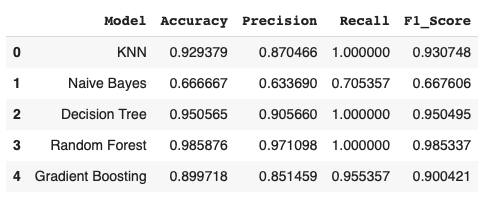 Model Accuracy Precision Recall F1_Score
0 KNN 0.929379 0.870466 1.000000 0.930748
1 Naive Bayes 0.666667 0.633690 0.705357 0.667606
2 Decision Tree 0.950565 0.905660 1.000000 0.950495
3 Random Forest 0.985876 0.971098 1.000000 0.985337
4 Gradient Boosting 0.899718 0.851459 0.955357 0.900421